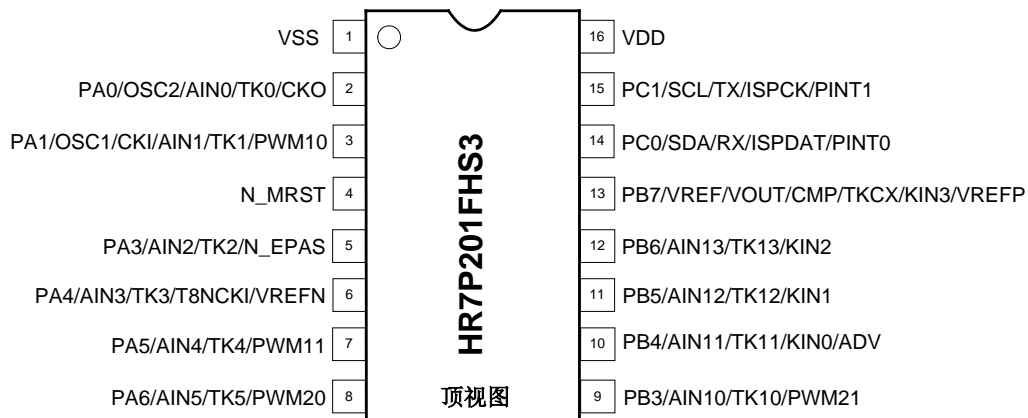 VSS 1 16 VDD
PA0/OSC2/AIN0/TK0/CKO 2 15 PC1/SCL/TX/ISPCK/PINT1
PA1/OSC1/CKI/AIN1/TK1/PWM10 3 14 PC0/SDA/RX/ISPDAT/PINT0
N_MRST 4 13 PB7/VREF/VOUT/CMP/TKCX/KIN3/VREFP
PA3/AIN2/TK2/N_EPAS 5 12 PB6/AIN13/TK13/KIN2
PA4/AIN3/TK3/T8NCKI/VREFN 6 11 PB5/AIN12/TK12/KIN1
PA5/AIN4/TK4/PWM11 7 10 PB4/AIN11/TK11/KIN0/ADV
PA6/AIN5/TK5/PWM20 8 9 PB3/AIN10/TK10/PWM21
HR7P201FHS3
顶视图